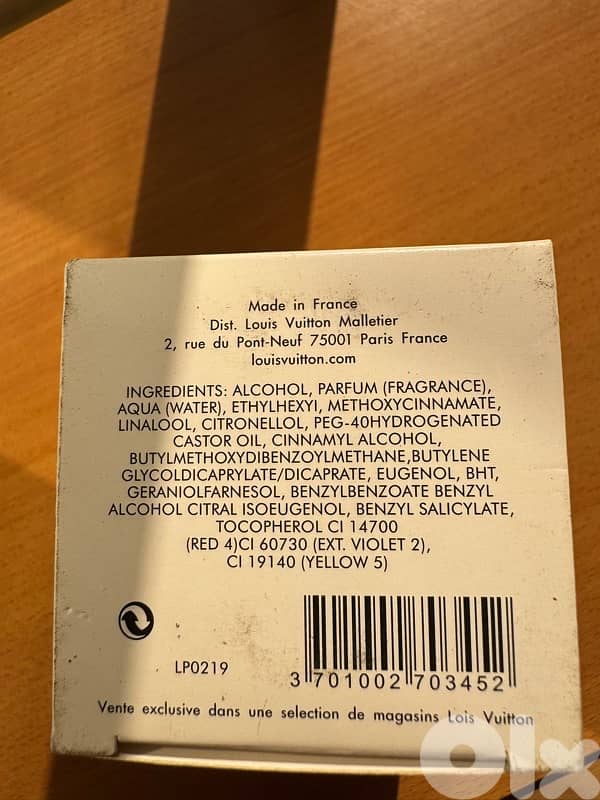 Made in France
Dist. Louis Vuitton Malletier
2, rue du Pont-Neuf 75001 Paris France
louisvuitton.com
INGREDIENTS: ALCOHOL, PARFUM (FRAGRANCE),
AQUA (WATER), ETHYLHEXYI, METHOXYCINNAMATE,
LINALOOL, CITRONELLOL, PEG-40HYDROGENATED
CASTOR OIL, CINNAMYL ALCOHOL,
BUTYLMETHOXYDIBENZOYLMETHANE,BUTYLENE
GLYCOLDICAPRYLATE/DICAPRATE, EUGENOL, BHT,
GERANIOLFARNESOL, BENZYLBENZOATE BENZYL
ALCOHOL CITRAL ISOEUGENOL, BENZYL SALICYLATE,
TOCOPHEROL CI 14700
(RED 4)CI 60730 (EXT. VIOLET 2),
CI 19140 (YELLOW 5)
LP0219
3 701002 703452
Vente exclusive dans une selection de magasins Lois Vuitton
olx